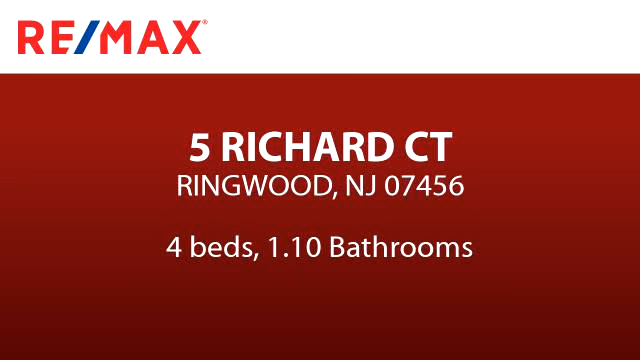 RE/MAX®
5 RICHARD CT
RINGWOOD, NJ 07456
4 beds, 1.10 Bathrooms